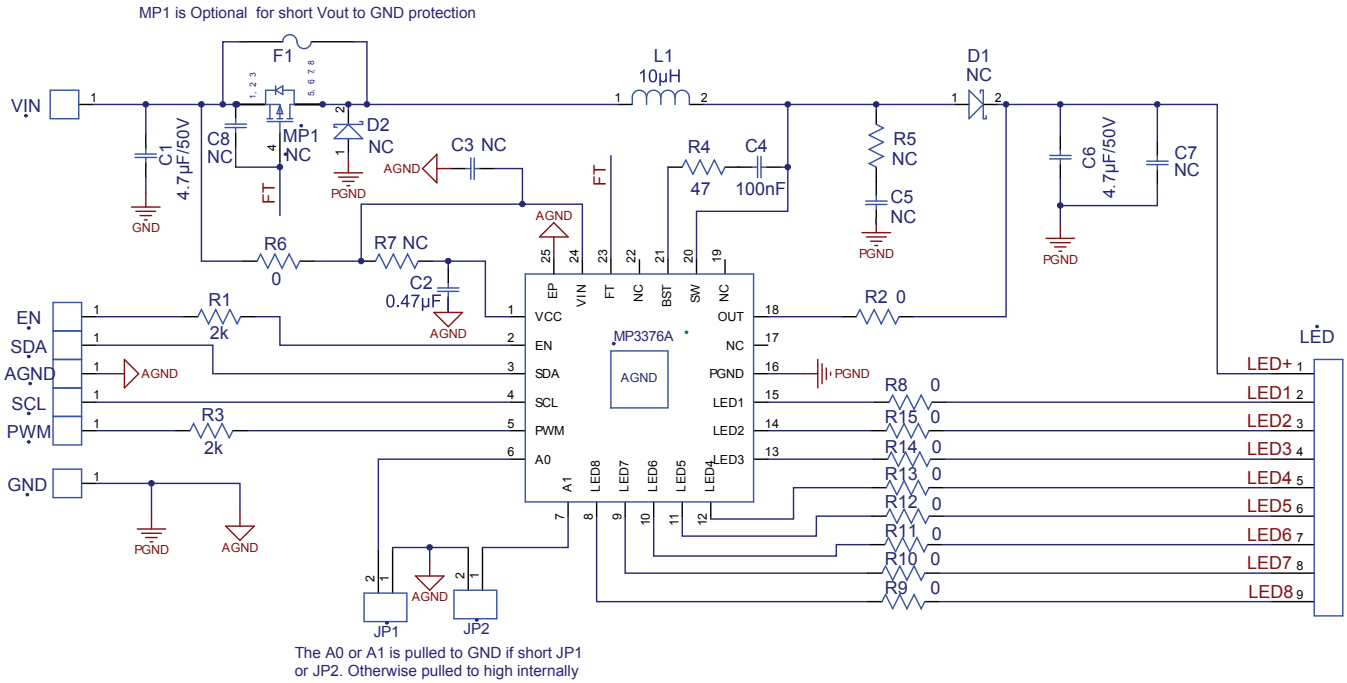 MP1 is Optional for short Vout to GND protection
F1
1, 2 3
5, 6, 7 8
L1
10µH
D1
NC
VIN
1
1
2
1
2
C1
4.7µF/50V
C8
NC
MP1
NC
4
FT
2
1
D2
NC
PGND
GND
C3 NC
AGND
FT
R4
47
C4
100nF
R5
NC
C5
NC
PGND
C6
4.7µF/50V
C7
NC
PGND
R6
0
R7 NC
C2
0.47µF
AGND
AGND
25
24
23
22
21
20
19
EP
VIN
FT
NC
BST
SW
NC
EN
1
R1
2k
SDA
1
AGND
1
AGND
SCL
1
PWM
1
R3
2k
GND
1
PGND
AGND
1
VCC
2
EN
3
SDA
4
SCL
5
PWM
6
A0
MP3376A
AGND
OUT
18
NC
17
PGND
16
PGND
LED1
15
LED2
14
LED3
13
A1
LED8
LED7
LED6
LED5
LED4
7
8
9
10
11
12
R2 0
R8 0
R15 0
R14 0
R13 0
R12 0
R11 0
R10 0
R9 0
LED
LED+ 1
LED1 2
LED2 3
LED3 4
LED4 5
LED5 6
LED6 7
LED7 8
LED8 9
2
1
JP1
AGND
2
1
JP2
The A0 or A1 is pulled to GND if short JP1
or JP2. Otherwise pulled to high internally